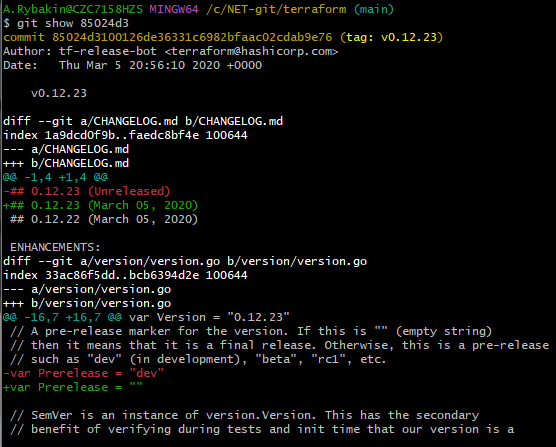 A.Rybakin@CZC7158HZS MINGW64 /c/NET-git/terraform (main)
$ git show 85024d3
commit 85024d3100126de36331c6982bfaac02cdab9e76 (tag: v0.12.23)
Author: tf-release-bot <terraform@hashicorp.com>
Date:   Thu Mar 5 20:56:10 2020 +0000

    v0.12.23

diff --git a/CHANGELOG.md b/CHANGELOG.md
index 1a9dcd0f9b..faedc8bf4e 100644
--- a/CHANGELOG.md
+++ b/CHANGELOG.md
@@ -1,4 +1,4 @@
-## 0.12.23 (Unreleased)
+## 0.12.23 (March 05, 2020)
 ## 0.12.22 (March 05, 2020)

 ENHANCEMENTS:
diff --git a/version/version.go b/version/version.go
index 33ac86f5dd..bcb6394d2e 100644
--- a/version/version.go
+++ b/version/version.go
@@ -16,7 +16,7 @@ var Version = "0.12.23"
 // A pre-release marker for the version. If this is "" (empty string)
 // then it means that it is a final release. Otherwise, this is a pre-release
 // such as "dev" (in development), "beta", "rc1", etc.
-var Prerelease = "dev"
+var Prerelease = ""

 // SemVer is an instance of version.Version. This has the secondary
 // benefit of verifying during tests and init time that our version is a